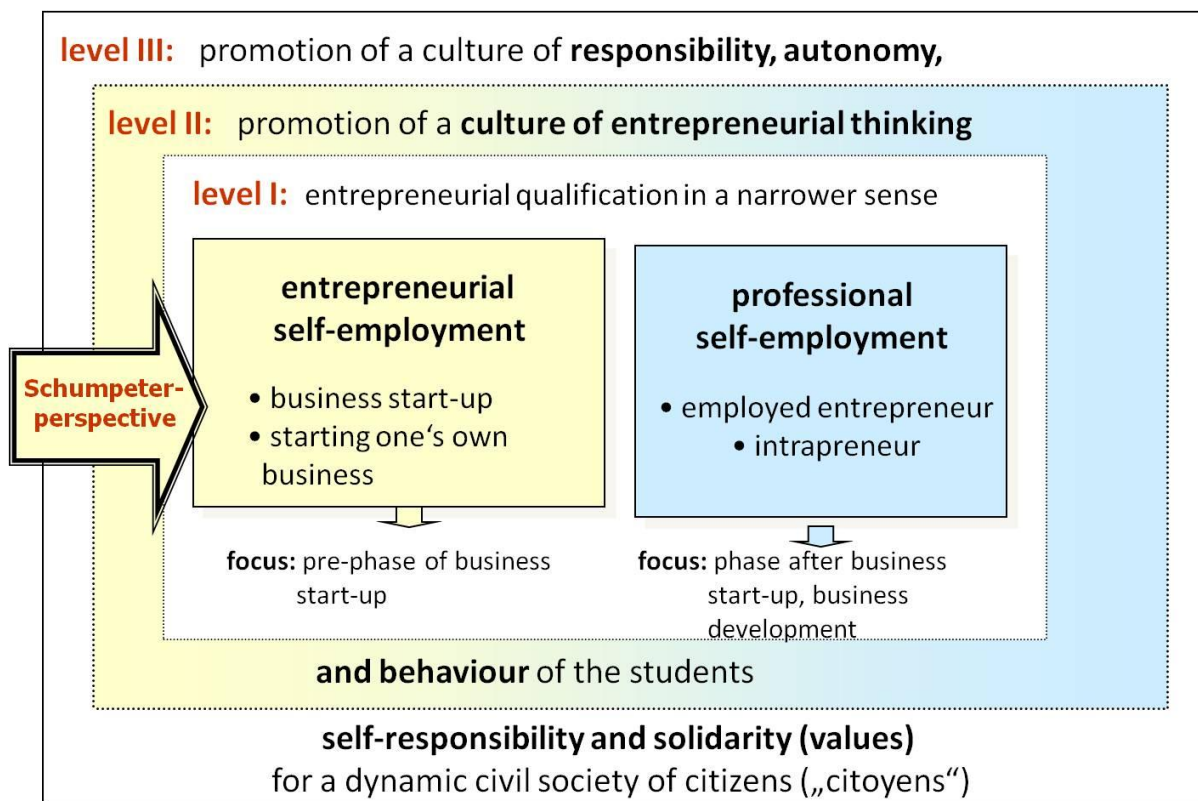 level III: promotion of a culture of responsibility, autonomy,
level II: promotion of a culture of entrepreneurial thinking
level I: entrepreneurial qualification in a narrower sense
Schumpeter-
perspective
entrepreneurial
self-employment
• business start-up
• starting one‘s own
business
professional
self-employment
• employed entrepreneur
• intrapreneur
focus: pre-phase of business
start-up
focus: phase after business
start-up, business
development
and behaviour of the students
self-responsibility and solidarity (values)
for a dynamic civil society of citizens („citoyens“)